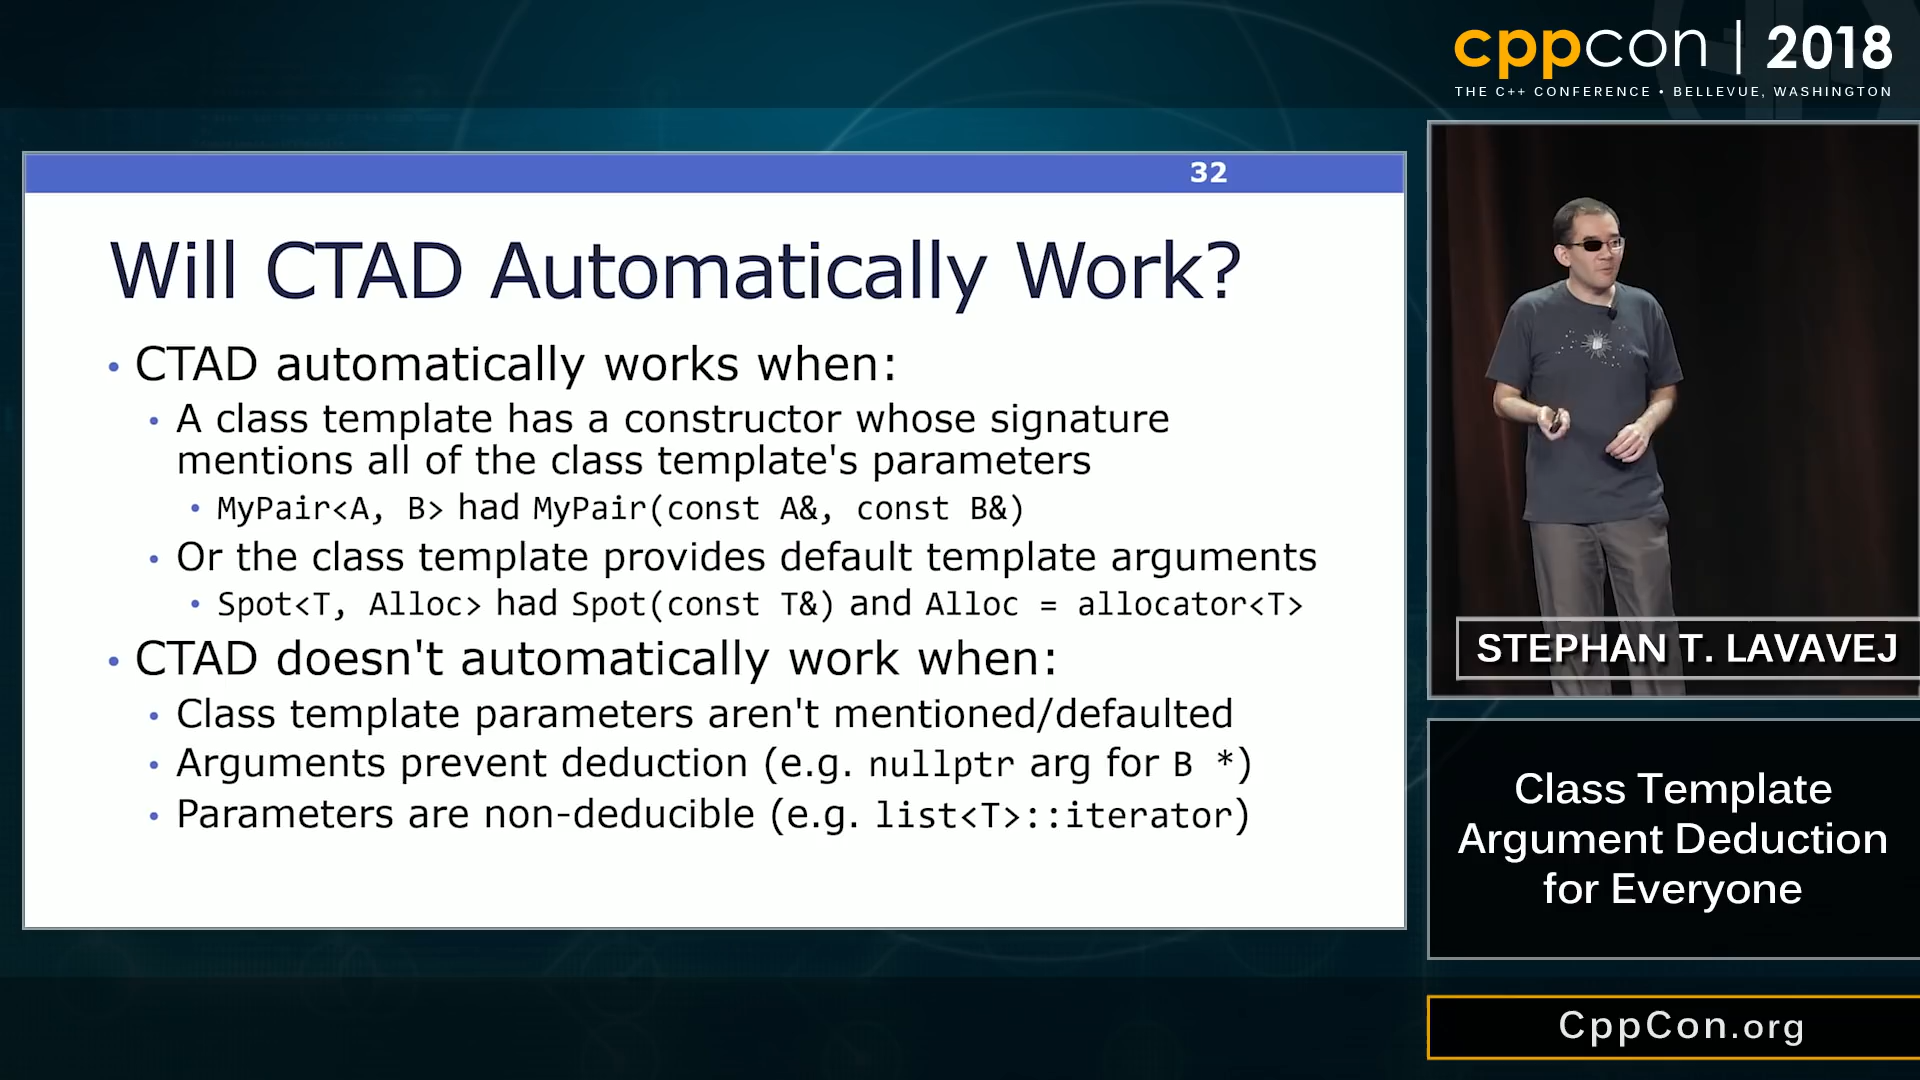 cppcon | 2018
THE C++ CONFERENCE • BELLEVUE, WASHINGTON
32
Will CTAD Automatically Work?
• CTAD automatically works when:
• A class template has a constructor whose signature
mentions all of the class template's parameters
• MyPair<A, B> had MyPair(const A&, const B&)
• Or the class template provides default template arguments
• Spot<T, Alloc> had Spot(const T&) and Alloc = allocator<T>
• CTAD doesn't automatically work when:
• Class template parameters aren't mentioned/defaulted
• Arguments prevent deduction (e.g. nullptr arg for B *)
• Parameters are non-deducible (e.g. list<T>::iterator)
STEPHAN T. LAVAVEJ
Class Template
Argument Deduction
for Everyone
CppCon.org